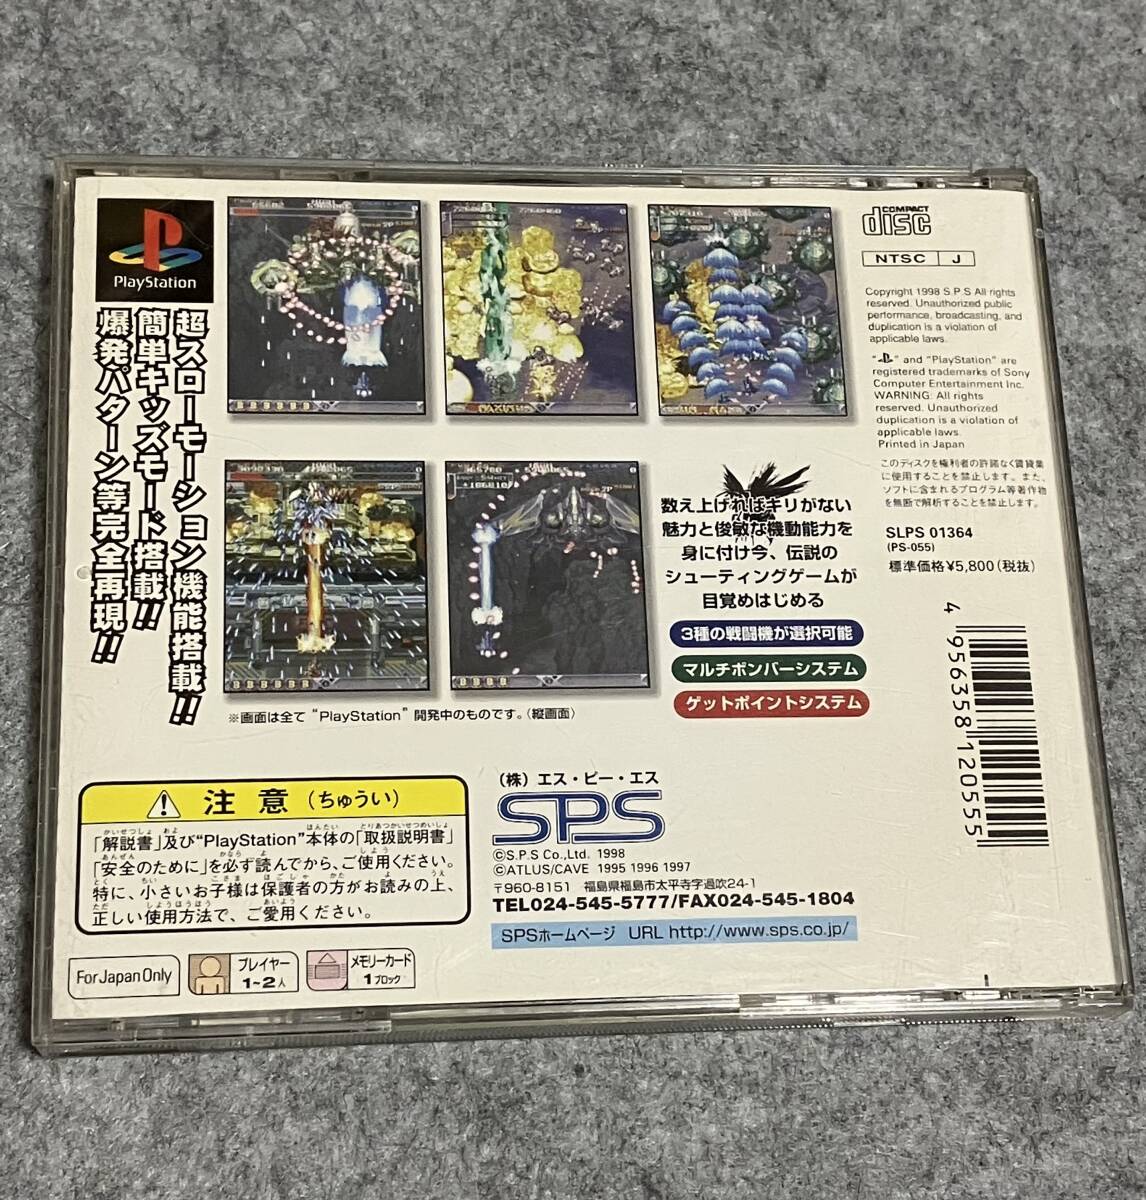 PlayStation
超スローモーション機能搭載!!
簡単キッズモード搭載!!
爆発パターン等完全再現!!
COMPACT
disc
NTSC J
Copyright 1998 S.P.S All rights
reserved. Unauthorized public
performance, broadcasting, and
duplication is a violation of
applicable laws.
" " and "PlayStation" are
registered trademarks of Sony
Computer Entertainment Inc.
WARNING: All rights
reserved. Unauthorized
duplication is a violation of
applicable laws.
Printed in Japan
このディスクを権利者の許諾なく賃貸業
に使用することを禁止します。また、
ソフトに含まれるプログラム等著作物
を無断で解析することを禁止します。
SLPS 01364
(PS-055)
標準価格¥5,800(税抜)
4 956358 120555
数え上げればキリがない
魅力と俊敏な機動能力を
身に付け今、伝説の
シューティングゲームが
目覚めはじめる
3種の戦闘機が選択可能
マルチボンバーシステム
ゲットポイントシステム
※画面は全て“PlayStation”開発中のものです。(縦画面)
注意(ちゅうい)
「解説書」及び“PlayStation”本体の「取扱説明書」
「安全のために」を必ず読んでから、ご使用ください。
特に、小さいお子様は保護者の方がお読みの上、
正しい使用方法で、ご愛用ください。
(株)エス・ピー・エス
SPS
©S.P.S Co.,Ltd. 1998
©ATLUS/CAVE 1995 1996 1997
〒960-8151 福島県福島市太平寺字過吹24-1
TEL024-545-5777/FAX024-545-1804
SPSホームページ URL http://www.sps.co.jp/
For Japan Only
プレイヤー
1~2人
メモリーカード
1ブロック